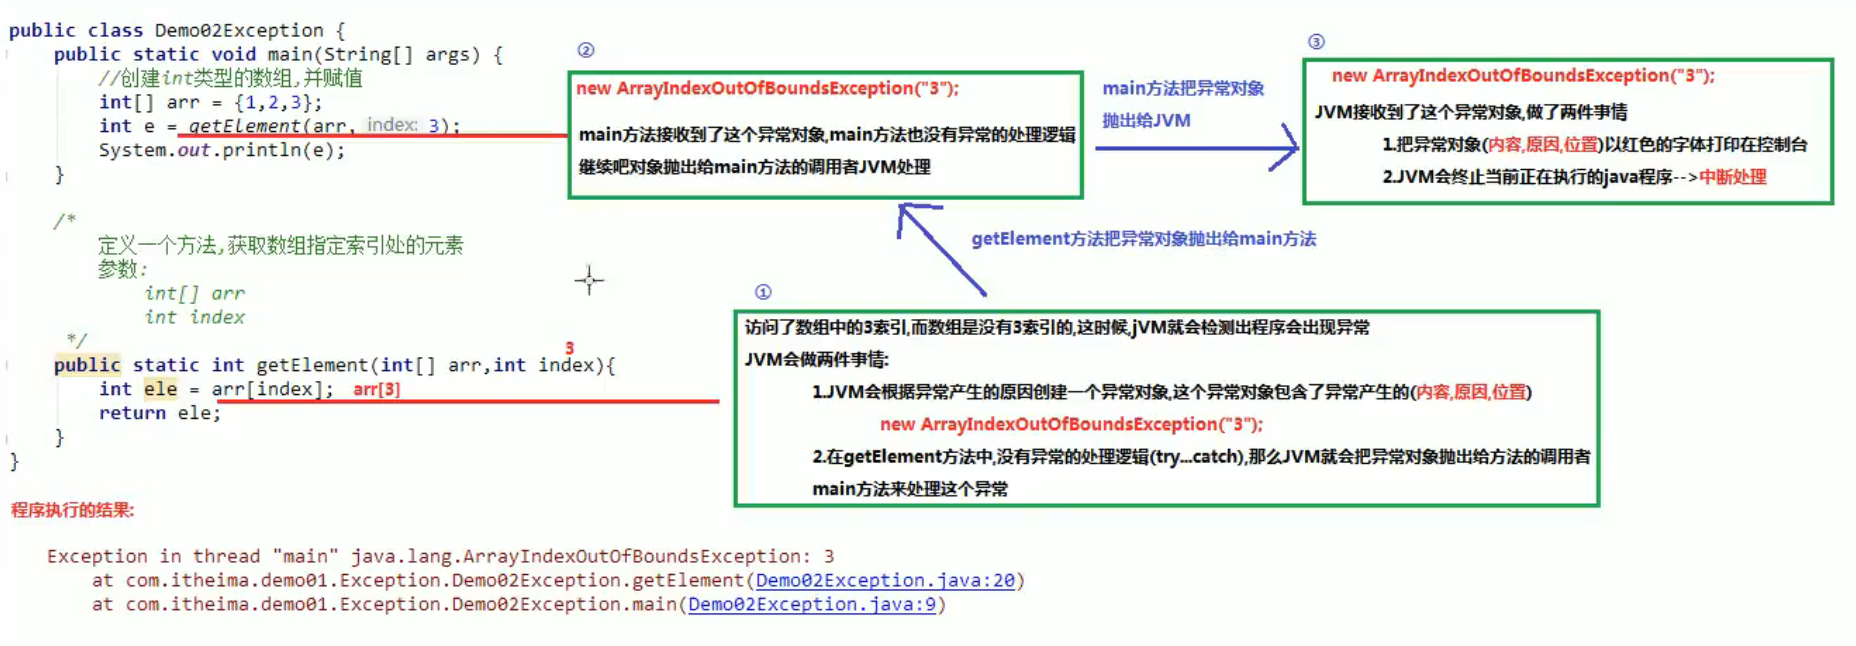 public class Demo02Exception {
public static void main(String[] args) {
//创建int类型的数组,并赋值
int[] arr = {1,2,3};
int e = getElement(arr, index: 3);
System.out.println(e);
}
/*
定义一个方法,获取数组指定索引处的元素
参数:
int[] arr
int index
*/
3
public static int getElement(int[] arr,int index){
int ele = arr[index]; arr[3]
return ele;
}
}
②
new ArrayIndexOutOfBoundsException("3");
main方法接收到了这个异常对象,main方法也没有异常的处理逻辑
继续吧对象抛出给main方法的调用者JVM处理
main方法把异常对象
抛出给JVM
③
new ArrayIndexOutOfBoundsException("3");
JVM接收到了这个异常对象,做了两件事情
1.把异常对象(内容,原因,位置)以红色的字体打印在控制台
2.JVM会终止当前正在执行的java程序-->中断处理
getElement方法把异常对象抛出给main方法
①
访问了数组中的3索引,而数组是没有3索引的,这时候,jVM就会检测出程序会出现异常
JVM会做两件事情:
1.JVM会根据异常产生的原因创建一个异常对象,这个异常对象包含了异常产生的(内容,原因,位置)
new ArrayIndexOutOfBoundsException("3");
2.在getElement方法中,没有异常的处理逻辑(try...catch),那么JVM就会把异常对象抛出给方法的调用者
main方法来处理这个异常
程序执行的结果:
Exception in thread "main" java.lang.ArrayIndexOutOfBoundsException: 3
at com.itheima.demo01.Exception.Demo02Exception.getElement(Demo02Exception.java:20)
at com.itheima.demo01.Exception.Demo02Exception.main(Demo02Exception.java:9)